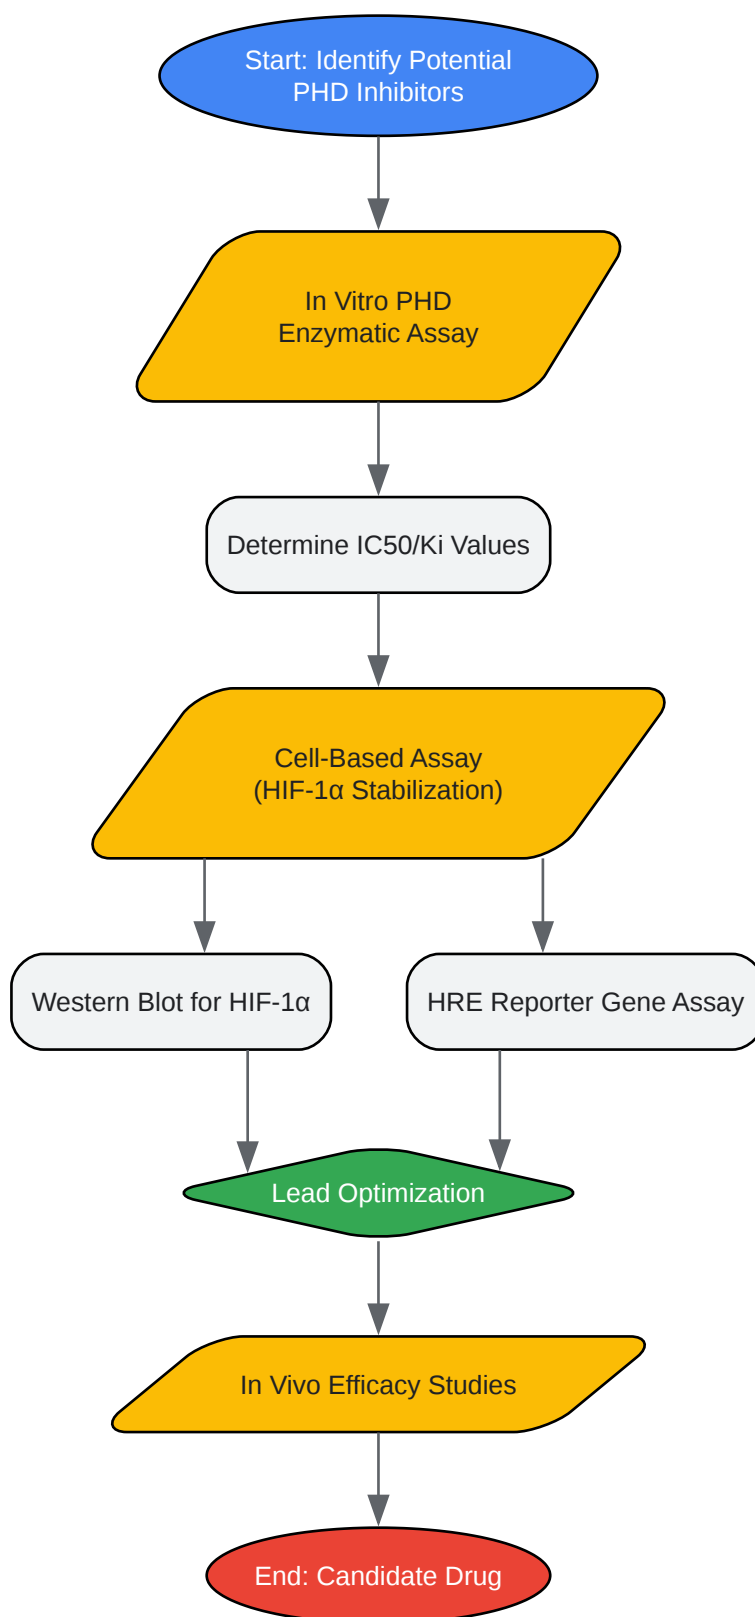 Start: Identify Potential
PHD Inhibitors
In Vitro PHD
Enzymatic Assay
Determine IC50/Ki Values
Cell-Based Assay
(HIF-1α Stabilization)
Western Blot for HIF-1α
HRE Reporter Gene Assay
Lead Optimization
In Vivo Efficacy Studies
End: Candidate Drug